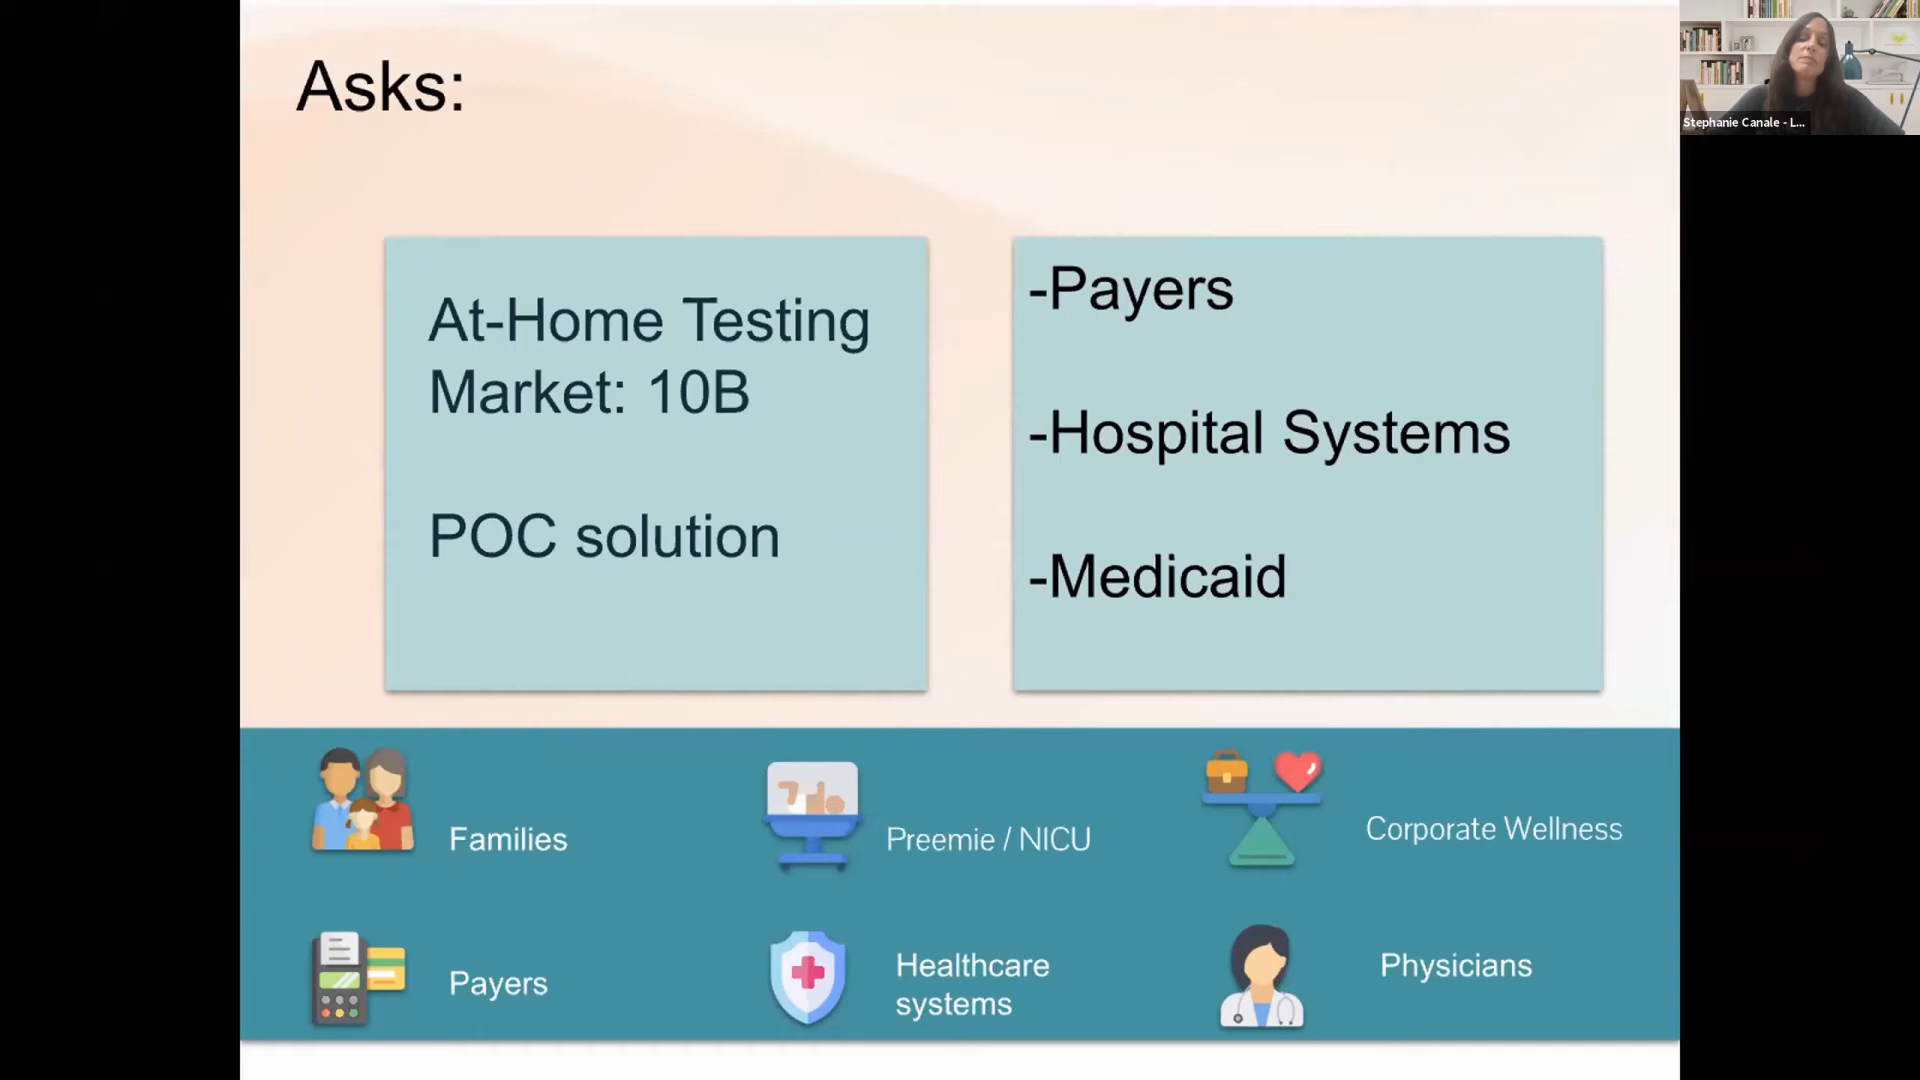 Asks:
Stephanie Canale - L...
At-Home Testing
Market: 10B
POC solution
-Payers
-Hospital Systems
-Medicaid
Families
Preemie / NICU
Corporate Wellness
Payers
Healthcare
systems
Physicians